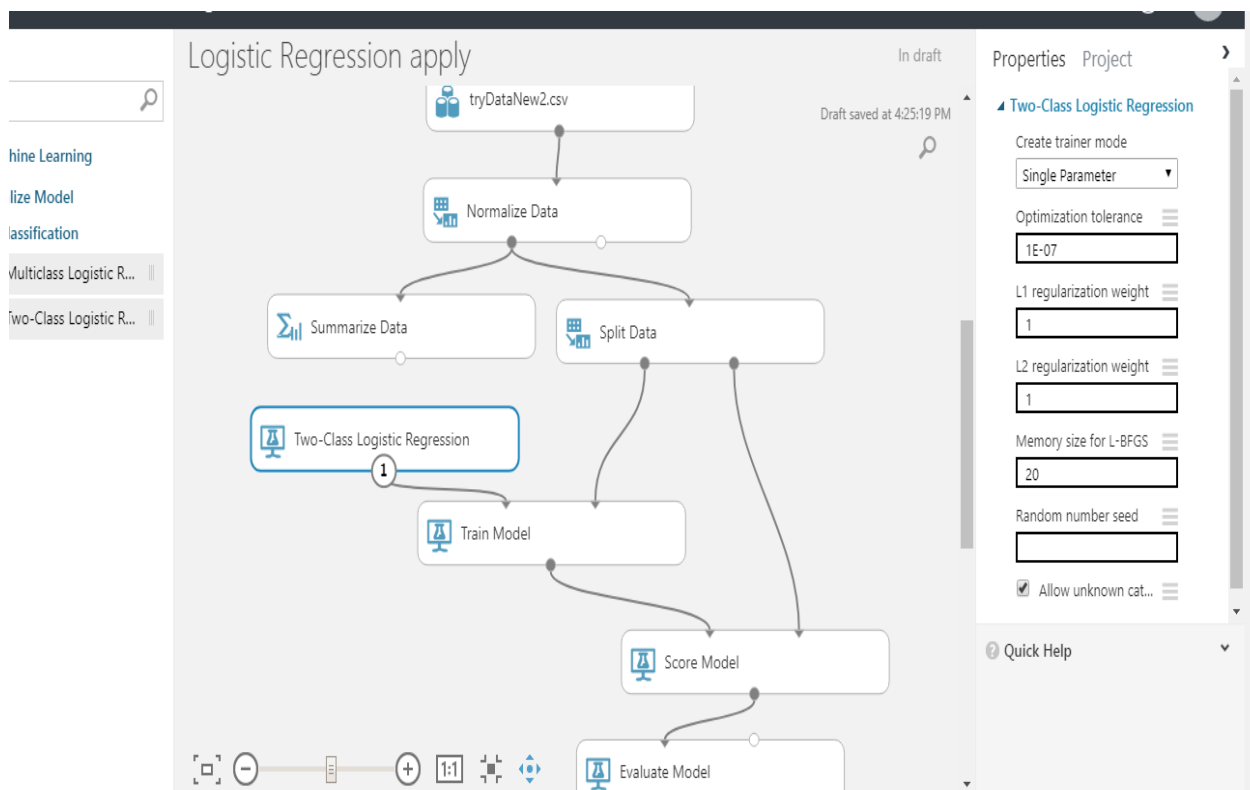 Logistic Regression apply
In draft
Draft saved at 4:25:19 PM
hine Learning
lize Model
lassification
Multiclass Logistic R...
Two-Class Logistic R...
tryDataNew2.csv
Normalize Data
Summarize Data
Split Data
Two-Class Logistic Regression
1
Train Model
Score Model
Evaluate Model
1:1
Properties Project
Two-Class Logistic Regression
Create trainer mode
Single Parameter
Optimization tolerance
1E-07
L1 regularization weight
1
L2 regularization weight
1
Memory size for L-BFGS
20
Random number seed
Allow unknown cat...
Quick Help